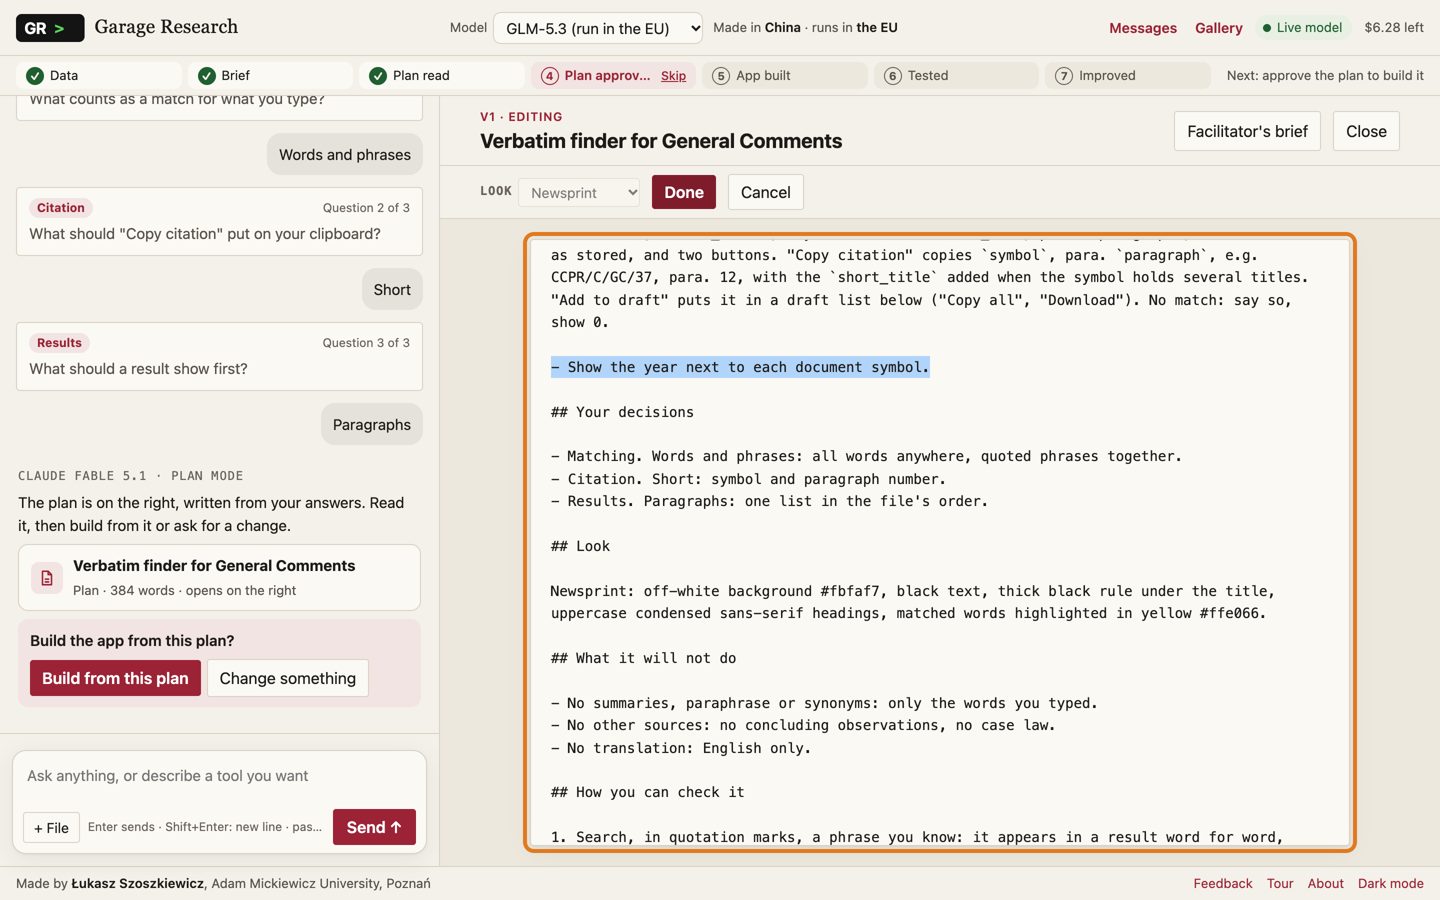 GR >
Garage Research
Model
GLM-5.3 (run in the EU)
Made in China · runs in the EU
Messages
Gallery
Live model
$6.28 left
Data
Brief
Plan read
4
Plan approv...
Skip
5
App built
6
Tested
7
Improved
Next: approve the plan to build it
What counts as a match for what you type?
Words and phrases
Citation
Question 2 of 3
What should "Copy citation" put on your clipboard?
Short
Results
Question 3 of 3
What should a result show first?
Paragraphs
CLAUDE FABLE 5.1 · PLAN MODE
The plan is on the right, written from your answers. Read
it, then build from it or ask for a change.
Verbatim finder for General Comments
Plan · 384 words · opens on the right
Build the app from this plan?
Build from this plan
Change something
Ask anything, or describe a tool you want
+ File
Enter sends · Shift+Enter: new line · pas...
Send ↑
V1 · EDITING
Verbatim finder for General Comments
Facilitator's brief
Close
LOOK
Newsprint
Done
Cancel
as stored, and two buttons. "Copy citation" copies `symbol`, para. `paragraph`, e.g.
CCPR/C/GC/37, para. 12, with the `short_title` added when the symbol holds several titles.
"Add to draft" puts it in a draft list below ("Copy all", "Download"). No match: say so,
show 0.
- Show the year next to each document symbol.
## Your decisions
- Matching. Words and phrases: all words anywhere, quoted phrases together.
- Citation. Short: symbol and paragraph number.
- Results. Paragraphs: one list in the file's order.
## Look
Newsprint: off-white background #fbfaf7, black text, thick black rule under the title,
uppercase condensed sans-serif headings, matched words highlighted in yellow #ffe066.
## What it will not do
- No summaries, paraphrase or synonyms: only the words you typed.
- No other sources: no concluding observations, no case law.
- No translation: English only.
## How you can check it
1. Search, in quotation marks, a phrase you know: it appears in a result word for word,
Made by Łukasz Szoszkiewicz, Adam Mickiewicz University, Poznań
Feedback
Tour
About
Dark mode